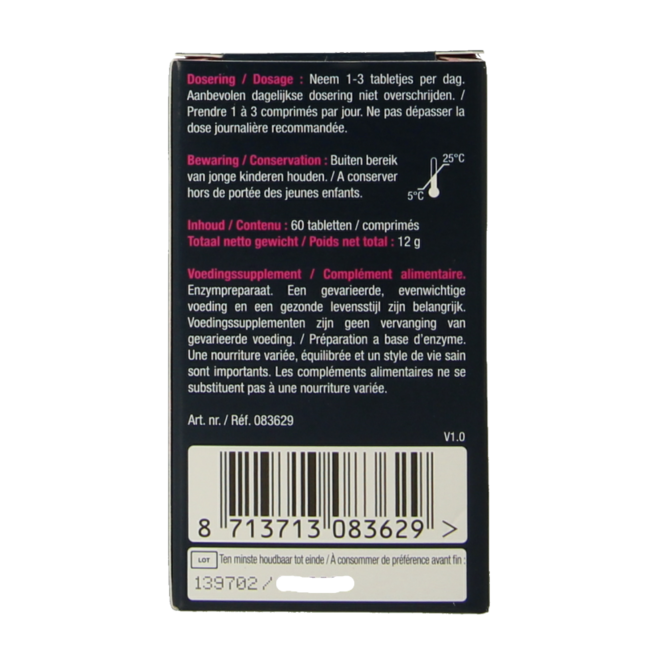 Dosering / Dosage : Neem 1-3 tabletjes per dag.
Aanbevolen dagelijkse dosering niet overschrijden. /
Prendre 1 à 3 comprimés par jour. Ne pas dépasser la
dose journalière recommandée.
Bewaring / Conservation : Buiten bereik
van jonge kinderen houden. / A conserver
hors de portée des jeunes enfants.
25°C
5°C
Inhoud / Contenu : 60 tabletten / comprimés
Totaal netto gewicht / Poids net total : 12 g
Voedingssupplement / Complément alimentaire.
Enzympreparaat. Een gevarieerde, evenwichtige
voeding en een gezonde levensstijl zijn belangrijk.
Voedingssupplementen zijn geen vervanging van
gevarieerde voeding. / Préparation a base d'enzyme.
Une nourriture variée, équilibrée et un style de vie sain
sont importants. Les compléments alimentaires ne se
substituent pas à une nourriture variée.
Art. nr. / Réf. 083629
V1.0
8 713713 083629 >
LOT Ten minste houdbaar tot einde / À consommer de préférence avant fin :
139702 /